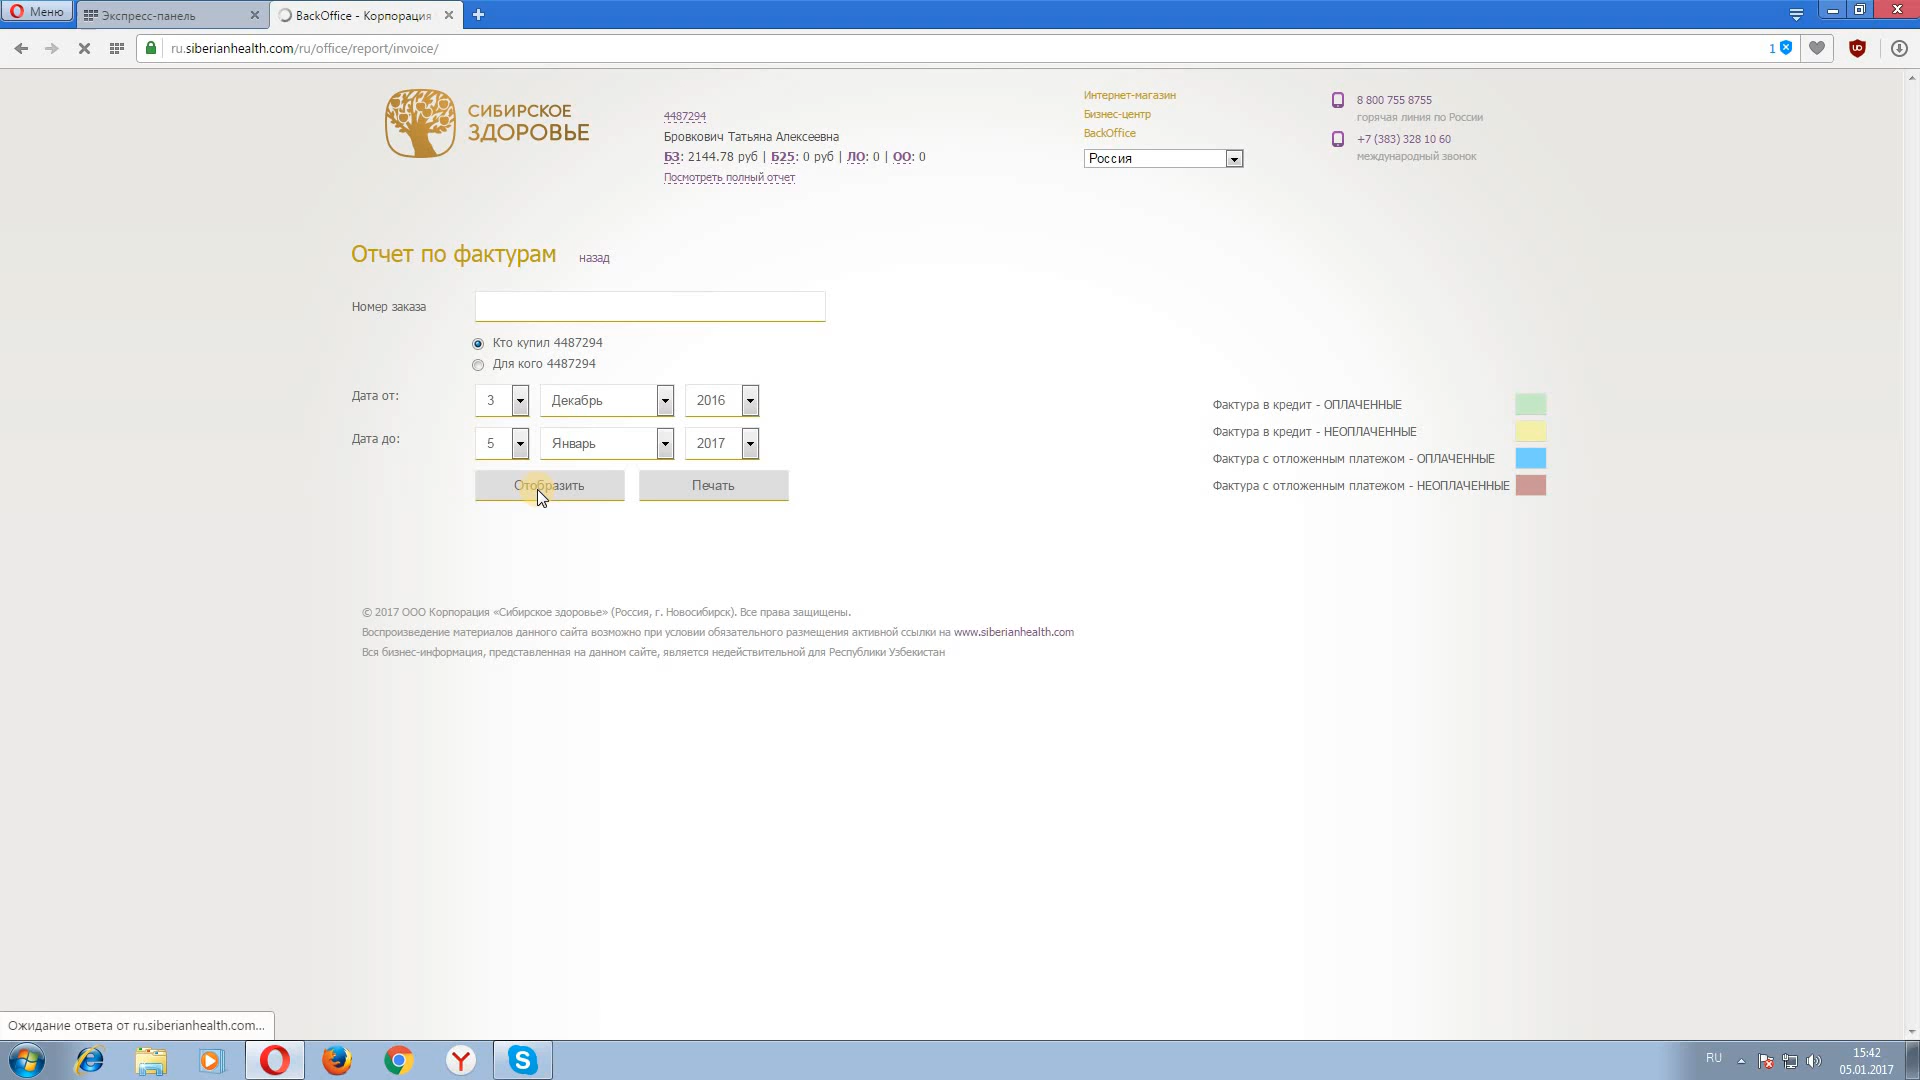 Меню
Экспресс-панель
BackOffice - Корпорация
ru.siberianhealth.com/ru/office/report/invoice/
1
СИБИРСКОЕ
ЗДОРОВЬЕ
4487294
Бровкович Татьяна Алексеевна
БЗ: 2144.78 руб | Б25: 0 руб | ЛО: 0 | ОО: 0
Посмотреть полный отчет
Интернет-магазин
Бизнес-центр
BackOffice
Россия
8 800 755 8755
горячая линия по России
+7 (383) 328 10 60
международный звонок
Отчет по фактурам назад
Номер заказа
Кто купил 4487294
Для кого 4487294
Дата от: 3 Декабрь 2016
Дата до: 5 Январь 2017
Отобразить Печать
Фактура в кредит - ОПЛАЧЕННЫЕ
Фактура в кредит - НЕОПЛАЧЕННЫЕ
Фактура с отложенным платежом - ОПЛАЧЕННЫЕ
Фактура с отложенным платежом - НЕОПЛАЧЕННЫЕ
© 2017 ООО Корпорация «Сибирское здоровье» (Россия, г. Новосибирск). Все права защищены.
Воспроизведение материалов данного сайта возможно при условии обязательного размещения активной ссылки на www.siberianhealth.com
Вся бизнес-информация, представленная на данном сайте, является недействительной для Республики Узбекистан
Ожидание ответа от ru.siberianhealth.com...
RU
15:42
05.01.2017